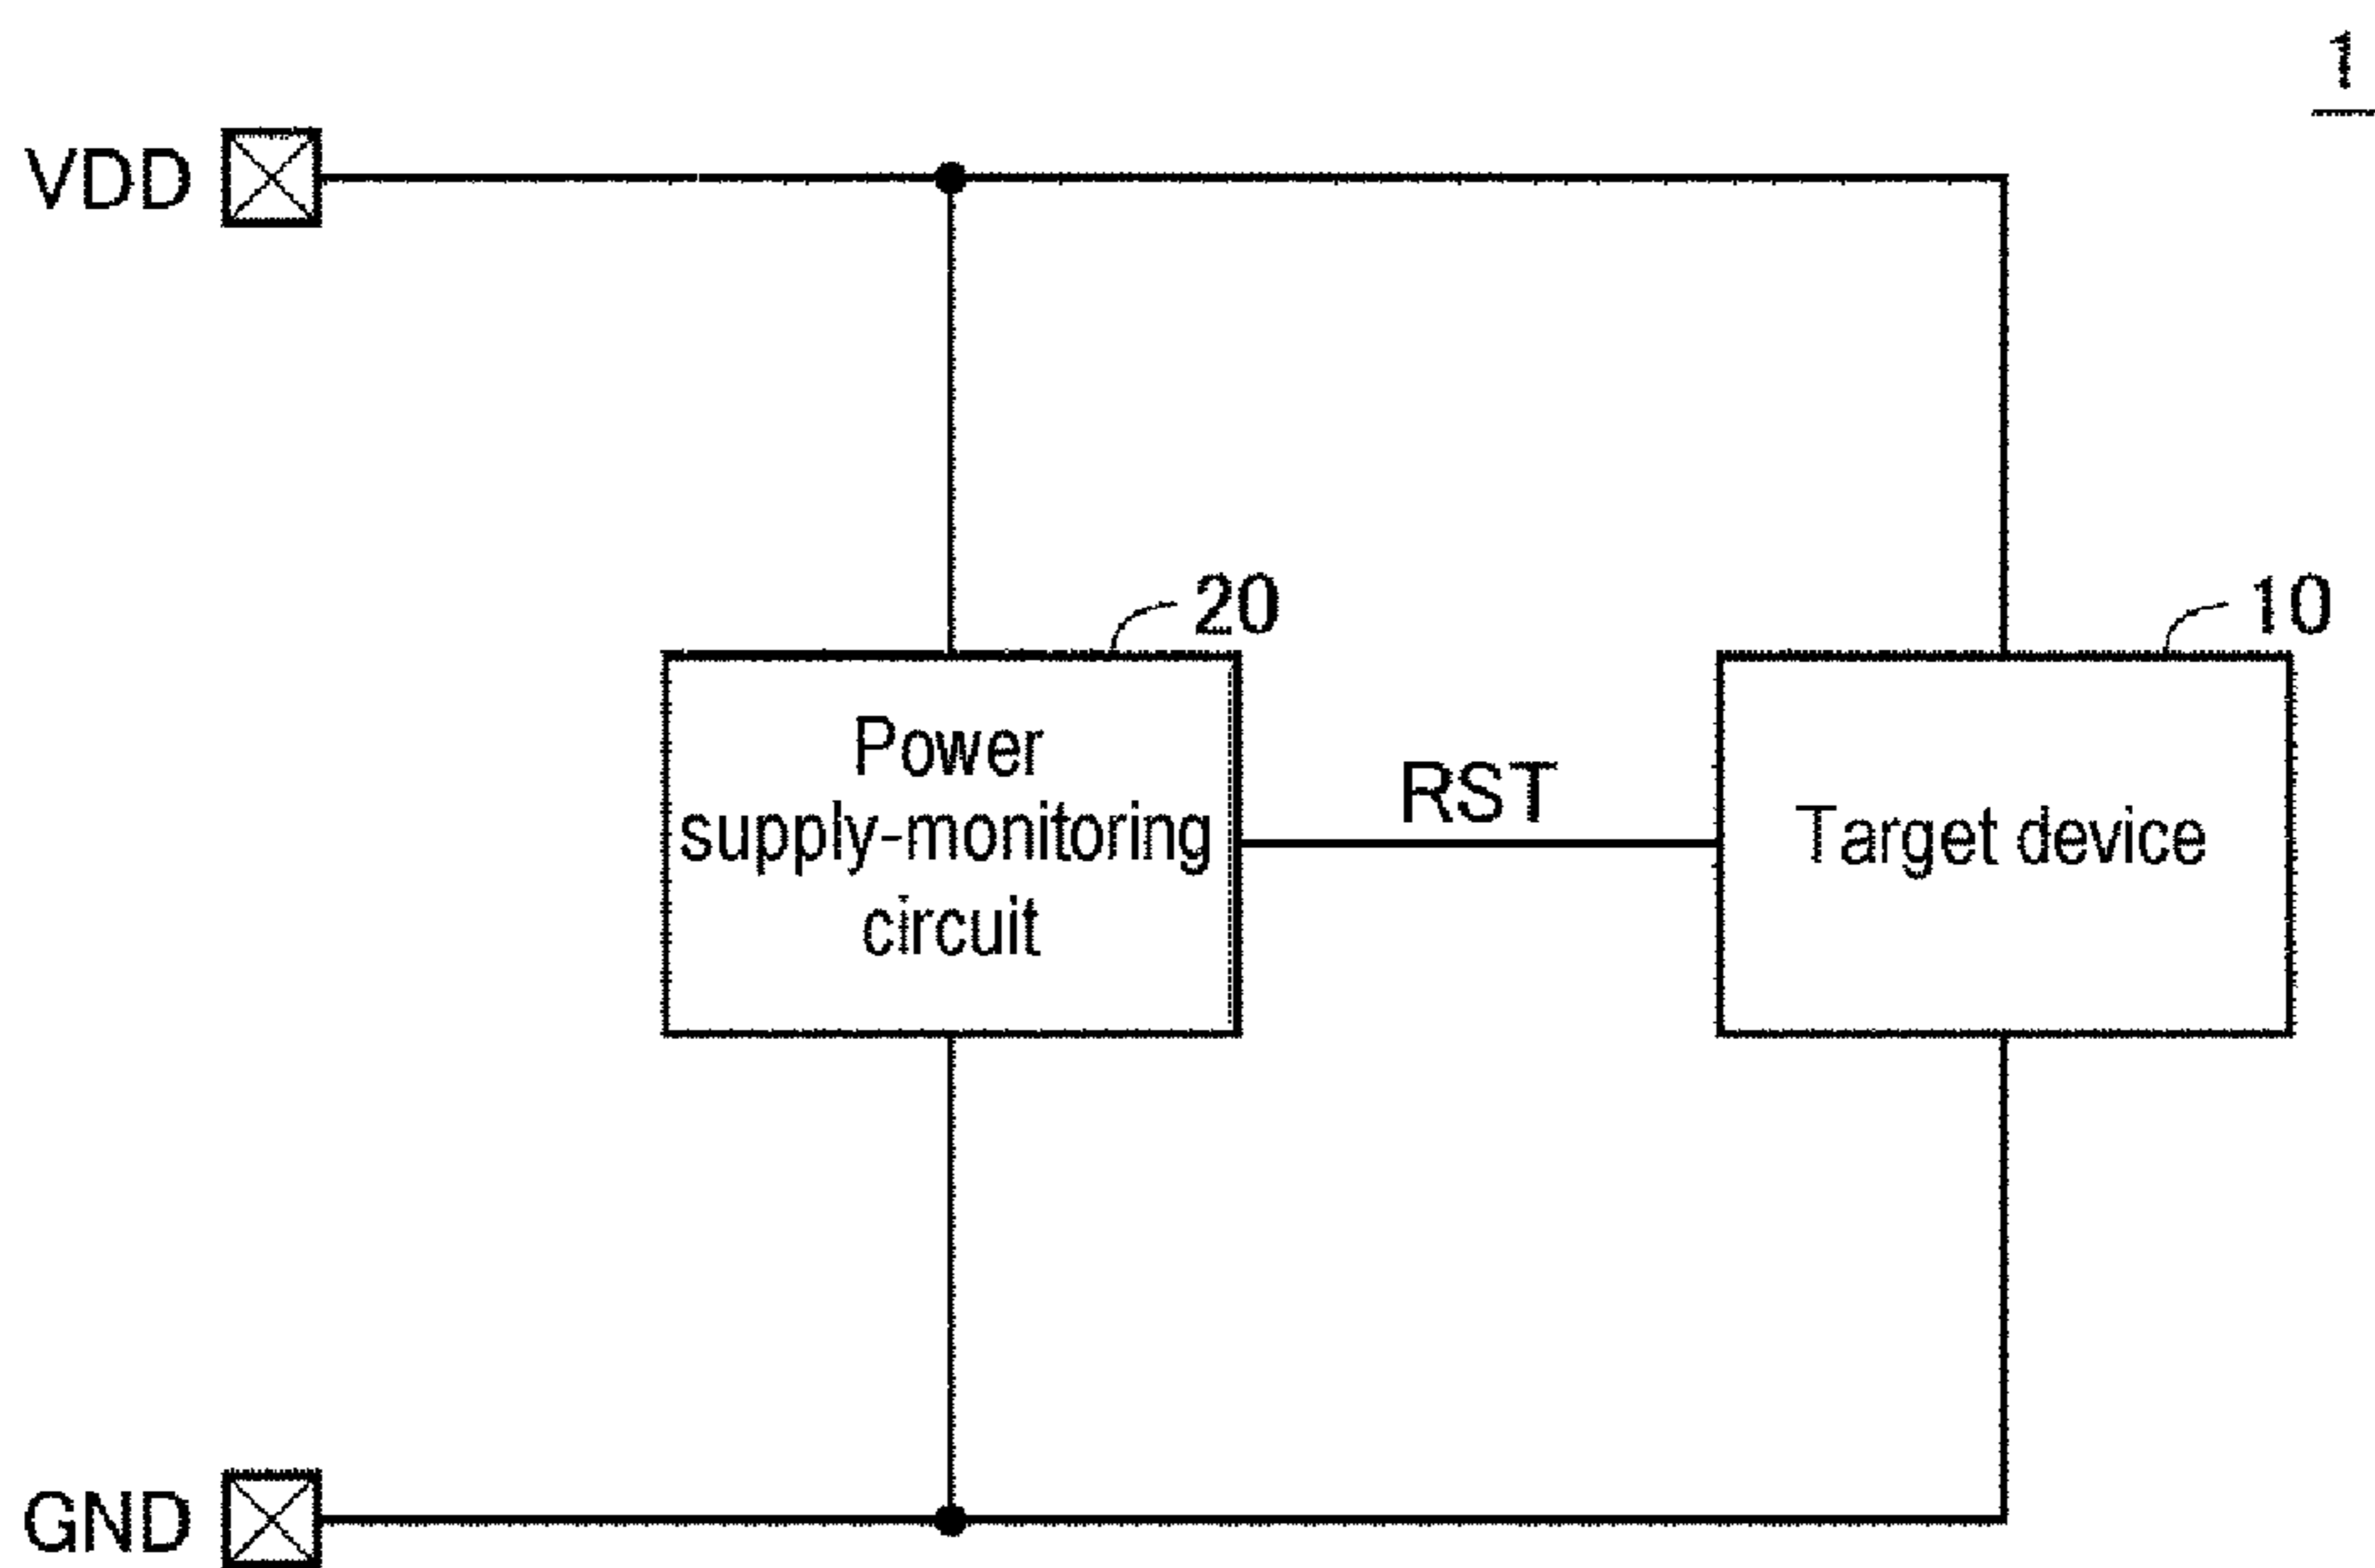 1
VDD
20
10
Power
supply-monitoring
circuit
RST
Target device
GND